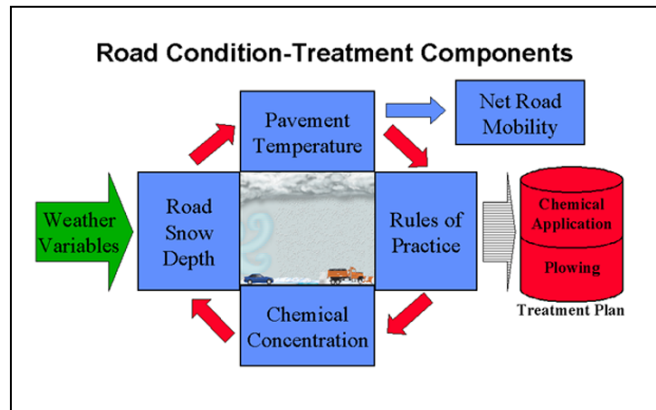 Road Condition-Treatment Components
Pavement
Temperature
Net Road
Mobility
Weather
Variables
Road
Snow
Depth
Rules of
Practice
Chemical
Application
Plowing
Treatment Plan
Chemical
Concentration